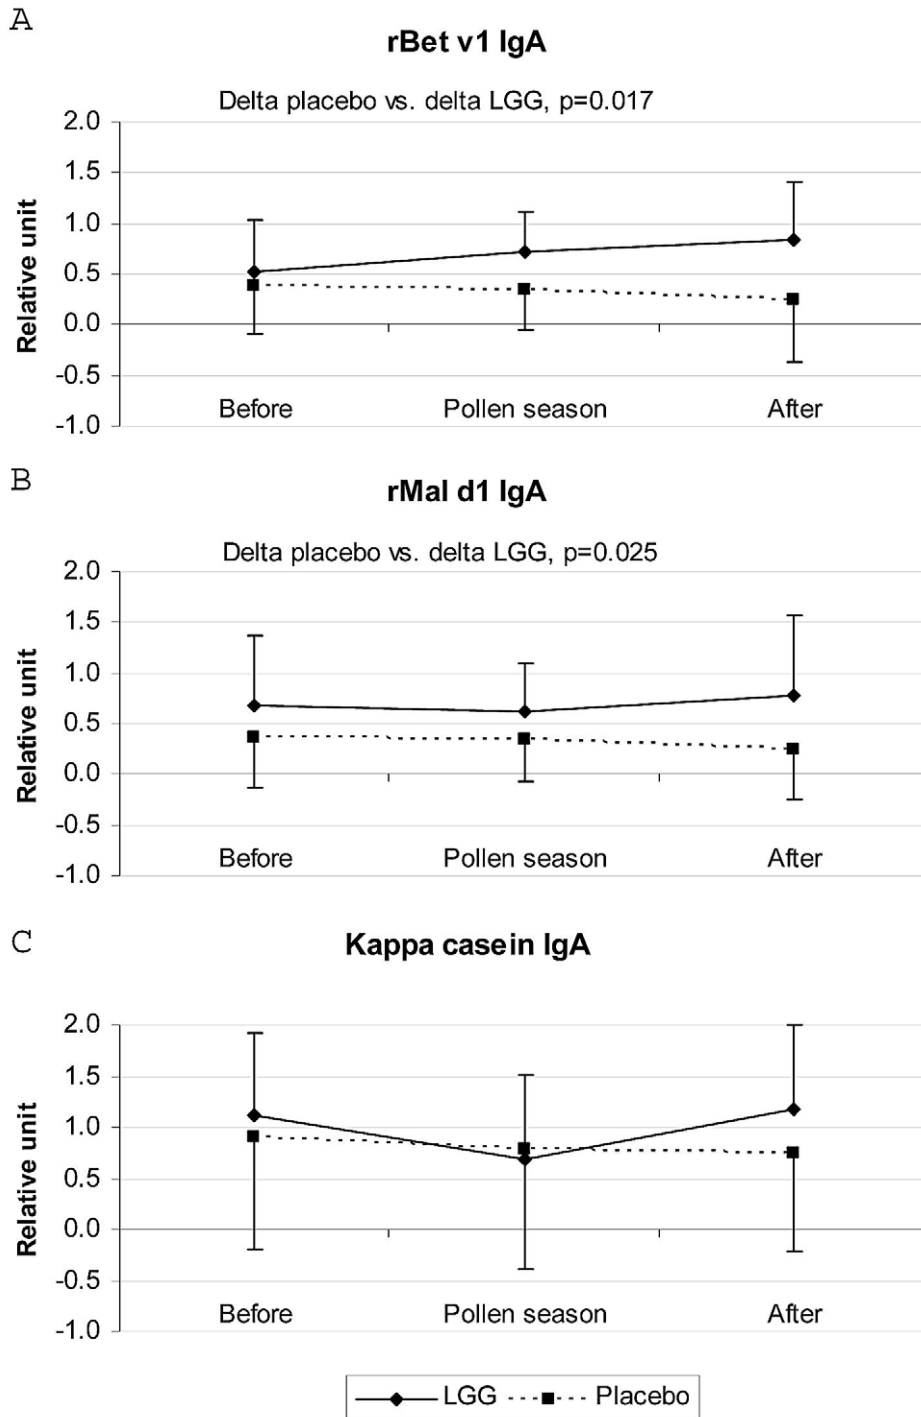 A
rBet v1 IgA
Delta placebo vs. delta LGG, p=0.017
2.0
1.5
1.0
0.5
0.0
-0.5
-1.0
Relative unit
Before Pollen season After
B
rMal d1 IgA
Delta placebo vs. delta LGG, p=0.025
2.0
1.5
1.0
0.5
0.0
-0.5
-1.0
Relative unit
Before Pollen season After
C
Kappa casein IgA
2.0
1.5
1.0
0.5
0.0
-0.5
-1.0
Relative unit
Before Pollen season After
LGG Placebo